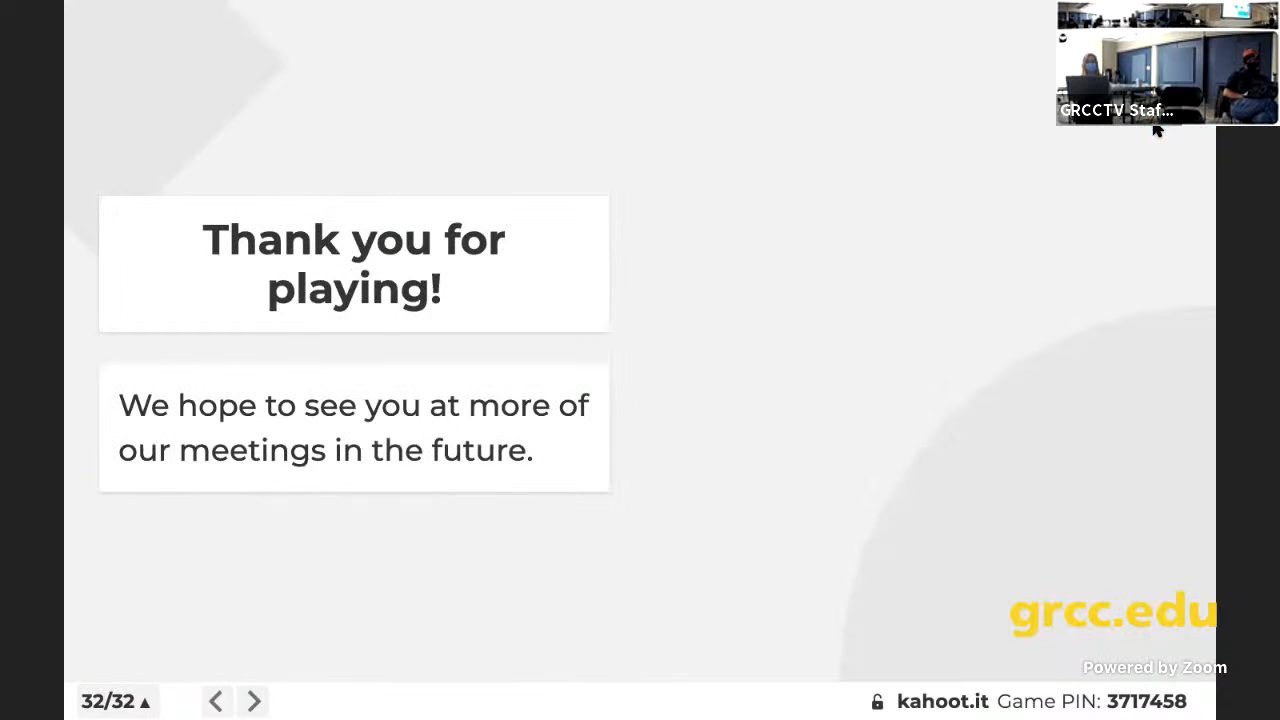 GRCCTV Staf...
Thank you for
playing!
We hope to see you at more of
our meetings in the future.
grcc.edu
Powered by Zoom
32/32
kahoot.it Game PIN: 3717458